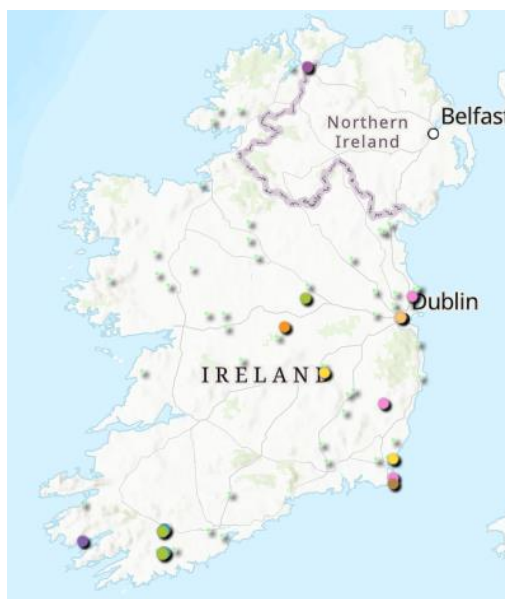 Belfast
Northern
Ireland
Dublin
IRELAND